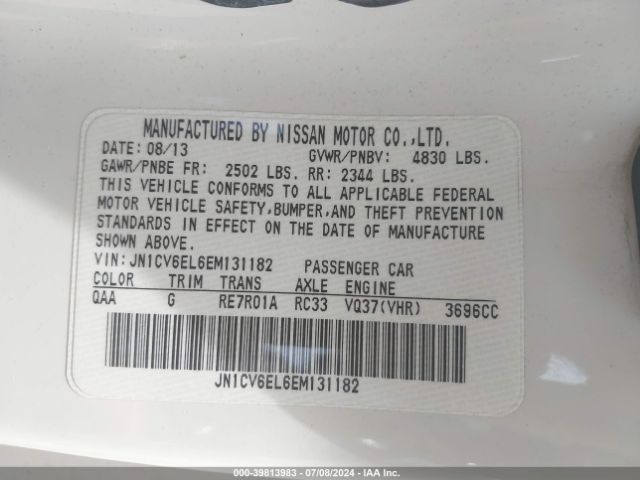 MANUFACTURED BY NISSAN MOTOR CO.,LTD.
DATE: 08/13 GVWR/PNBV: 4830 LBS.
GAWR/PNBE FR: 2502 LBS. RR: 2344 LBS.
THIS VEHICLE CONFORMS TO ALL APPLICABLE FEDERAL
MOTOR VEHICLE SAFETY,BUMPER,AND THEFT PREVENTION
STANDARDS IN EFFECT ON THE DATE OF MANUFACTURE
SHOWN ABOVE.
VIN: JN1CV6EL6EM131182 PASSENGER CAR
COLOR TRIM TRANS AXLE ENGINE
QAA G RE7R01A RC33 VQ37(VHR) 3696CC
JN1CV6EL6EM131182
000-39813983 - 07/08/2024 - IAA Inc.